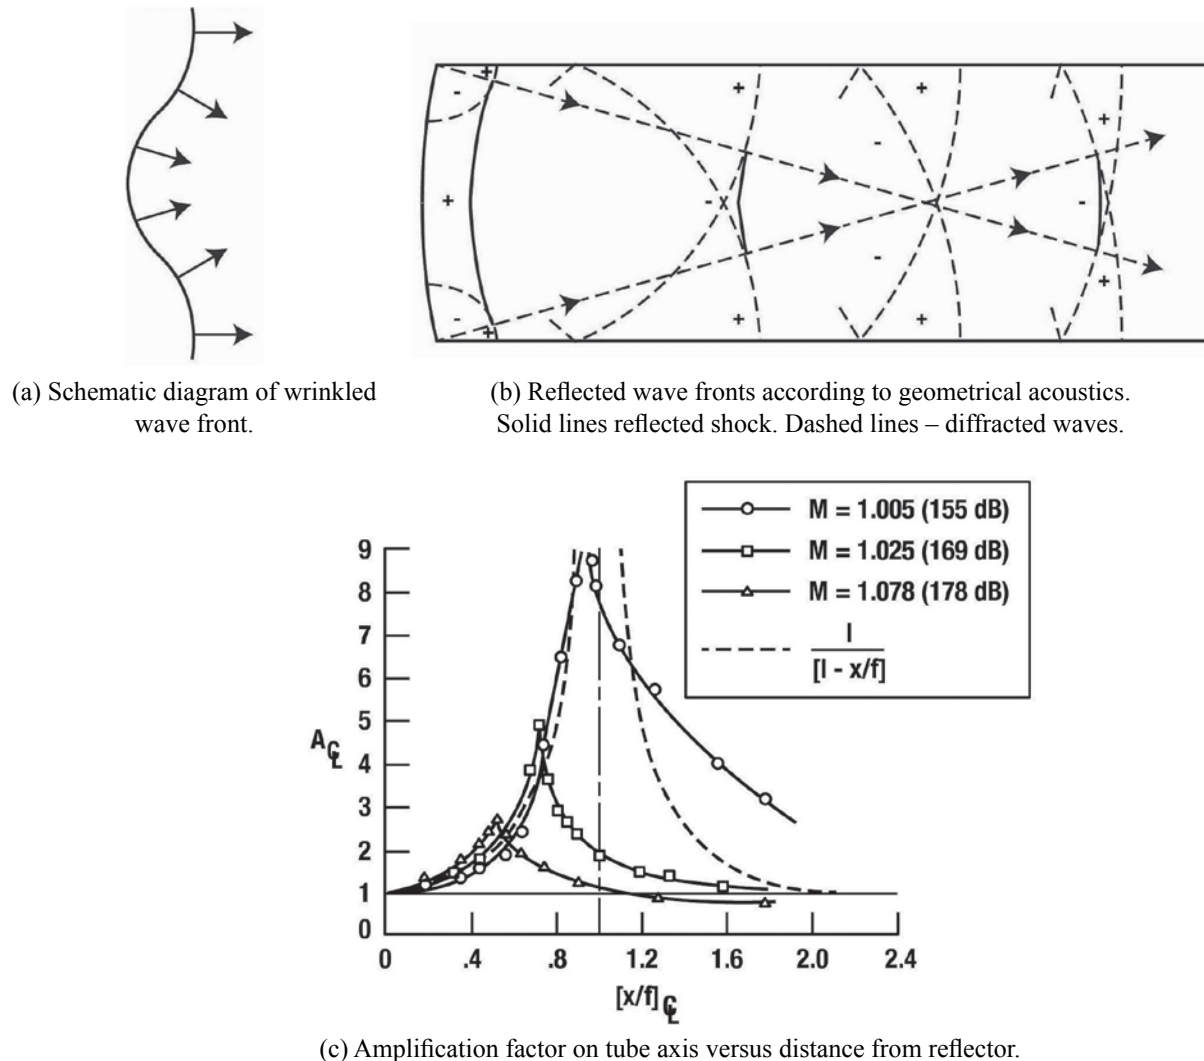 (a) Schematic diagram of wrinkled
wave front.
+
-
+
+
-
+
+
-
+
+
-
-
+
+
+
-
+
(b) Reflected wave fronts according to geometrical acoustics.
Solid lines reflected shock. Dashed lines – diffracted waves.
M = 1.005 (155 dB)
M = 1.025 (169 dB)
M = 1.078 (178 dB)
I
[I - x/f]
9
8
7
6
5
4
3
2
1
0
A℄
0
.4
.8
1.2
1.6
2.0
2.4
[x/f]℄
(c) Amplification factor on tube axis versus distance from reflector.